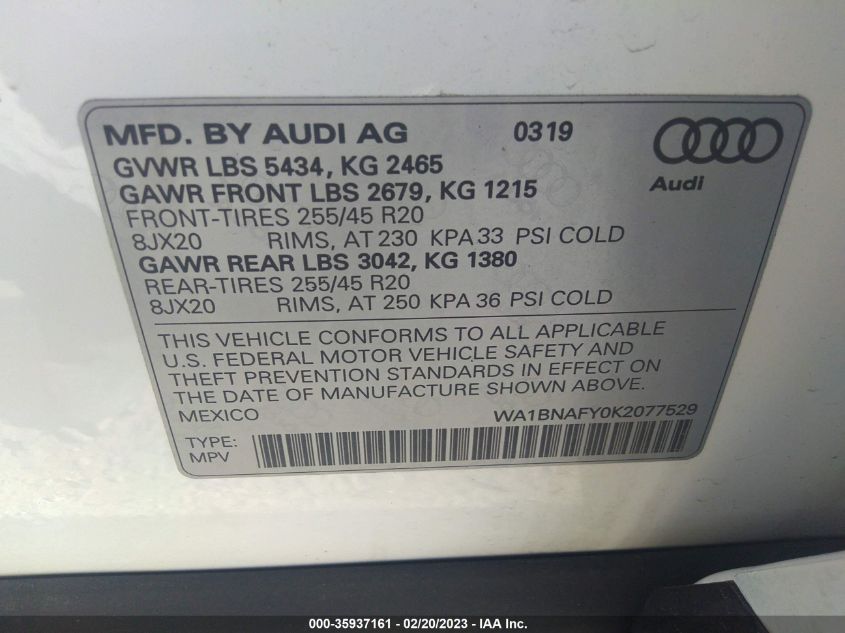 MFD. BY AUDI AG 0319
GVWR LBS 5434, KG 2465
GAWR FRONT LBS 2679, KG 1215
Audi
FRONT-TIRES 255/45 R20
8JX20 RIMS, AT 230 KPA 33 PSI COLD
GAWR REAR LBS 3042, KG 1380
REAR-TIRES 255/45 R20
8JX20 RIMS, AT 250 KPA 36 PSI COLD
THIS VEHICLE CONFORMS TO ALL APPLICABLE
U.S. FEDERAL MOTOR VEHICLE SAFETY AND
THEFT PREVENTION STANDARDS IN EFFECT ON
THE DATE OF MANUFACTURE SHOWN ABOVE.
MEXICO WA1BNAFY0K2077529
TYPE:
MPV
000-35937161 - 02/20/2023 - IAA Inc.